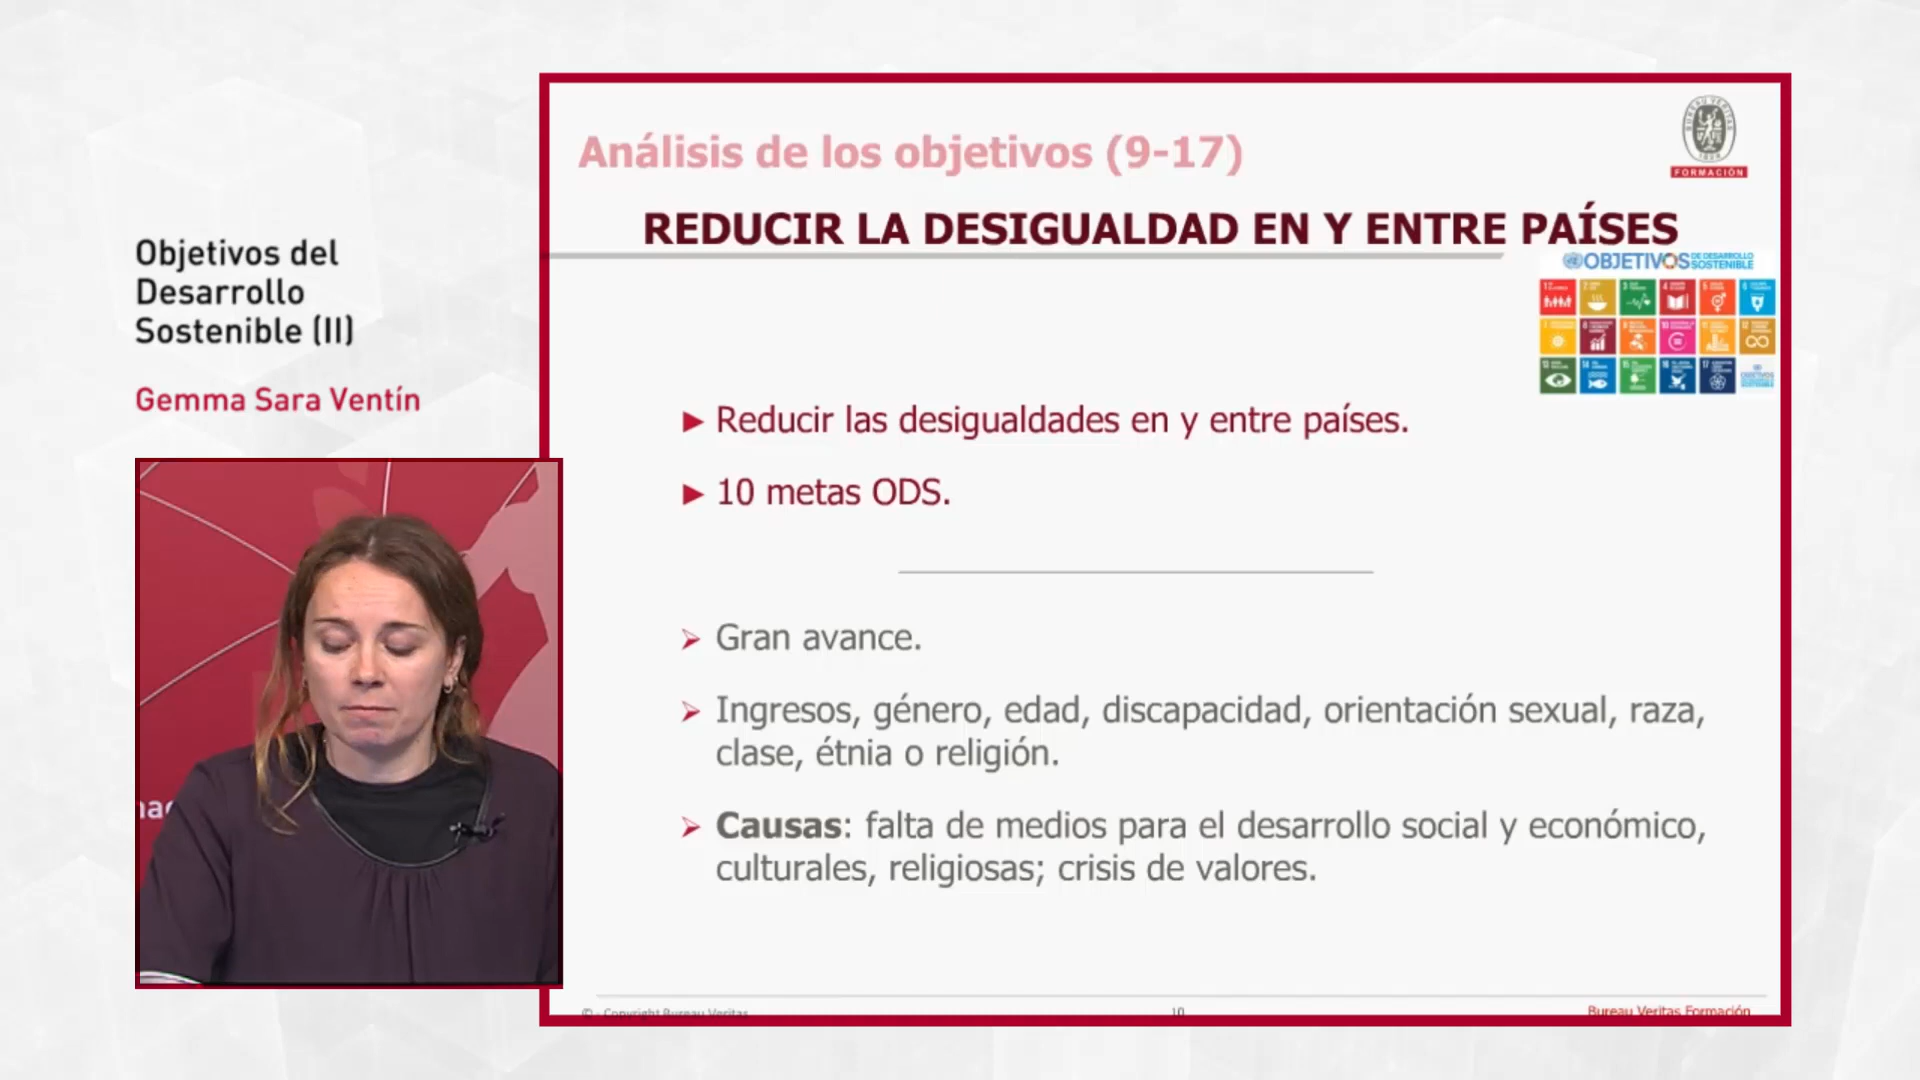 Objetivos del
Desarrollo
Sostenible (II)
Gemma Sara Ventín
Análisis de los objetivos (9-17)
FORMACIÓN
REDUCIR LA DESIGUALDAD EN Y ENTRE PAÍSES
OBJETIVOS DE DESARROLLO SOSTENIBLE
► Reducir las desigualdades en y entre países.
► 10 metas ODS.
➢ Gran avance.
➢ Ingresos, género, edad, discapacidad, orientación sexual, raza,
clase, étnia o religión.
➢ Causas: falta de medios para el desarrollo social y económico,
culturales, religiosas; crisis de valores.
© - Copyright Bureau Veritas
10
Bureau Veritas Formación